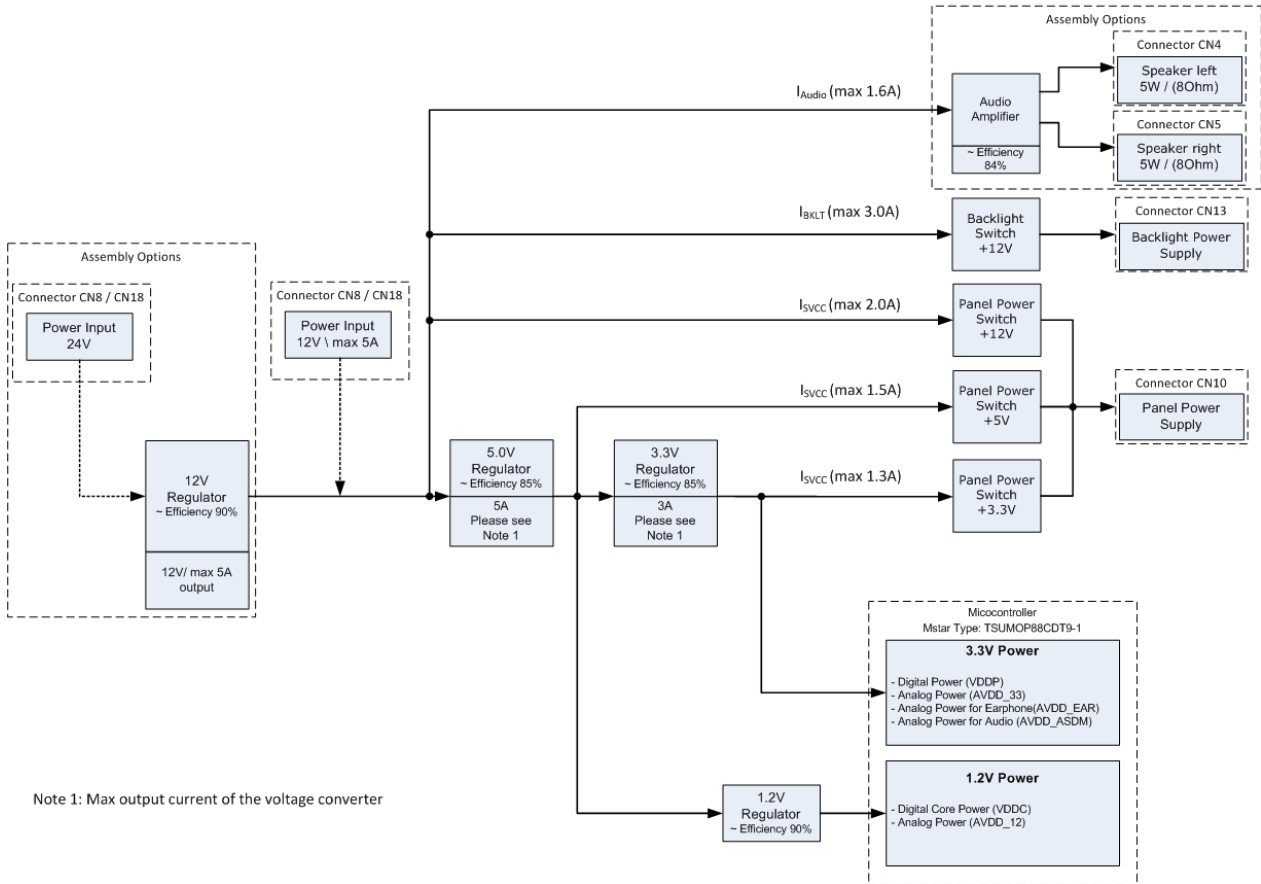 Assembly Options
Connector CN4
Speaker left
5W / (8Ohm)
I_Audio (max 1.6A)
Audio
Amplifier
~ Efficiency
84%
Connector CN5
Speaker right
5W / (8Ohm)
I_BKLT (max 3.0A)
Backlight
Switch
+12V
Connector CN13
Backlight Power
Supply
Assembly Options
Connector CN8 / CN18
Power Input
24V
Connector CN8 / CN18
Power Input
12V \ max 5A
I_SVCC (max 2.0A)
Panel Power
Switch
+12V
I_SVCC (max 1.5A)
Panel Power
Switch
+5V
Connector CN10
Panel Power
Supply
12V
Regulator
~ Efficiency 90%
12V/ max 5A
output
5.0V
Regulator
~ Efficiency 85%
5A
Please see
Note 1
3.3V
Regulator
~ Efficiency 85%
3A
Please see
Note 1
I_SVCC (max 1.3A)
Panel Power
Switch
+3.3V
Micocontroller
Mstar Type: TSUMOP88CDT9-1
3.3V Power
- Digital Power (VDDP)
- Analog Power (AVDD_33)
- Analog Power for Earphone(AVDD_EAR)
- Analog Power for Audio (AVDD_ASDM)
1.2V Power
- Digital Core Power (VDDC)
- Analog Power (AVDD_12)
1.2V
Regulator
~ Efficiency 90%
Note 1: Max output current of the voltage converter